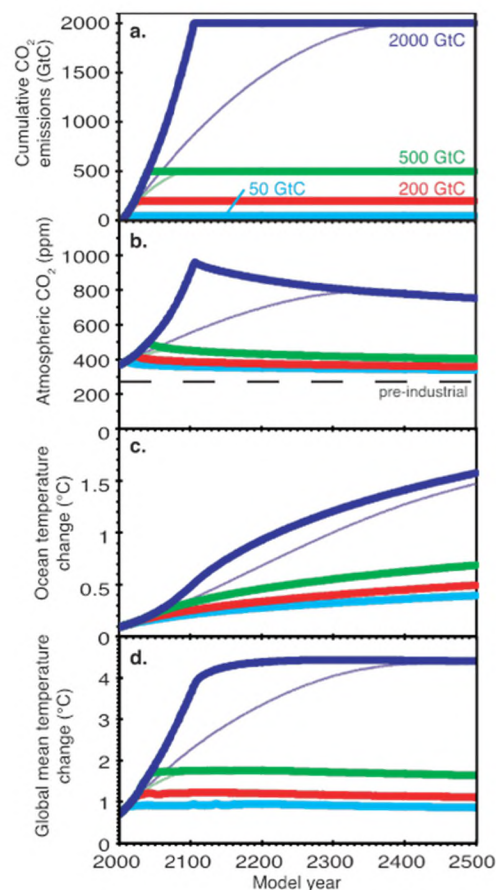 a.
2000
1500
1000
500
0
Cumulative CO2
emissions (GtC)
2000 GtC
500 GtC
50 GtC
200 GtC
b.
1000
800
600
400
200
0
Atmospheric CO2 (ppm)
pre-industrial
c.
1.5
1
0.5
0
Ocean temperature
change (°C)
d.
4
3
2
1
0
Global mean temperature
change (°C)
2000
2100
2200
2300
2400
2500
Model year